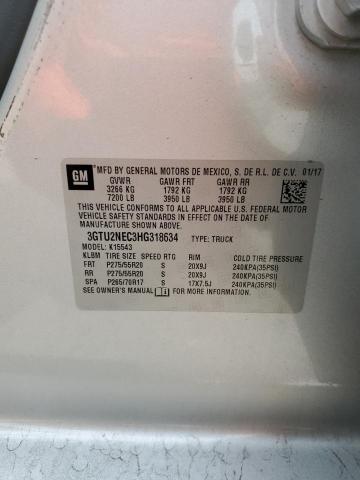 GM
MFD BY GENERAL MOTORS DE MEXICO, S. DE R.L. DE C.V. 01/17
GVWR GAWR FRT GAWR RR
3266 KG 1792 KG 1792 KG
7200 LB 3950 LB 3950 LB
THIS VEHICLE CONFORMS TO ALL APPLICABLE U.S. FEDERAL MOTOR
VEHICLE SAFETY STANDARDS IN EFFECT ON THE DATE OF
MANUFACTURE SHOWN ABOVE.
3GTU2NEC3HG318634 TYPE: TRUCK
MODEL: K15543
KLBM TIRE SIZE SPEED RTG RIM COLD TIRE PRESSURE
FRT P275/55R20 S 20X9J 240KPA(35PSI)
RR P275/55R20 S 20X9J 240KPA(35PSI)
SPA P265/70R17 S 17X7.5J 240KPA(35PSI)
SEE OWNER'S MANUAL FOR MORE INFORMATION